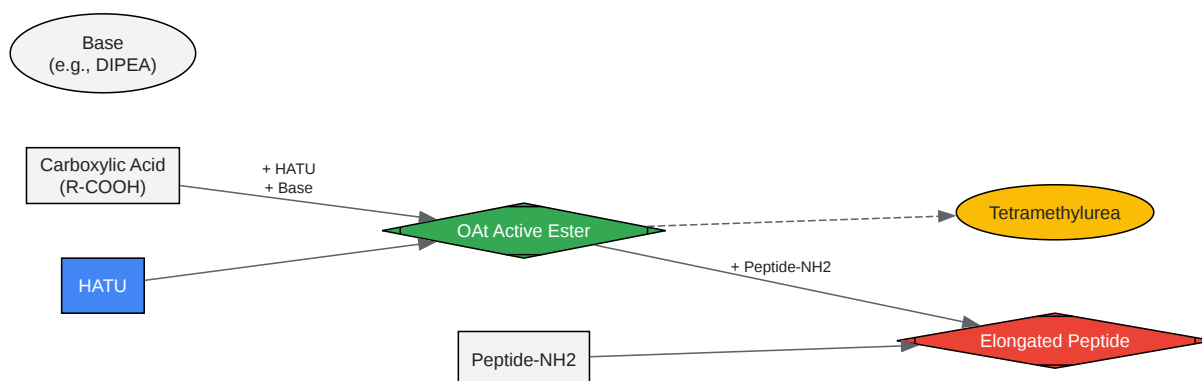 Base
(e.g., DIPEA)
Carboxylic Acid
(R-COOH)
+ HATU
+ Base
OAt Active Ester
Tetramethylurea
HATU
+ Peptide-NH2
Peptide-NH2
Elongated Peptide